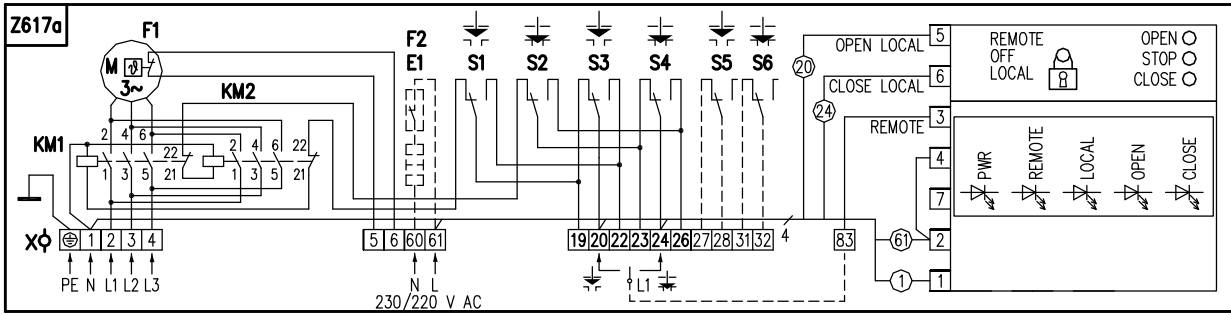 Z617a
F1
M
ϑ
3~
KM2
KM1
2 4 6 22
1 3 5 21
2 4 6 22
1 3 5 21
F2
E1
S1 S2 S3 S4 S5 S6
X
1 2 3 4
5 6 60 61
19 20 22 23 24 26 27 28 31 32
4
83
PE N L1 L2 L3
N L
230/220 V AC
L1
20
24
61
1
OPEN LOCAL 5
CLOSE LOCAL 6
REMOTE 3
4
7
2
1
REMOTE
OFF
LOCAL
OPEN
STOP
CLOSE
PWR
REMOTE
LOCAL
OPEN
CLOSE